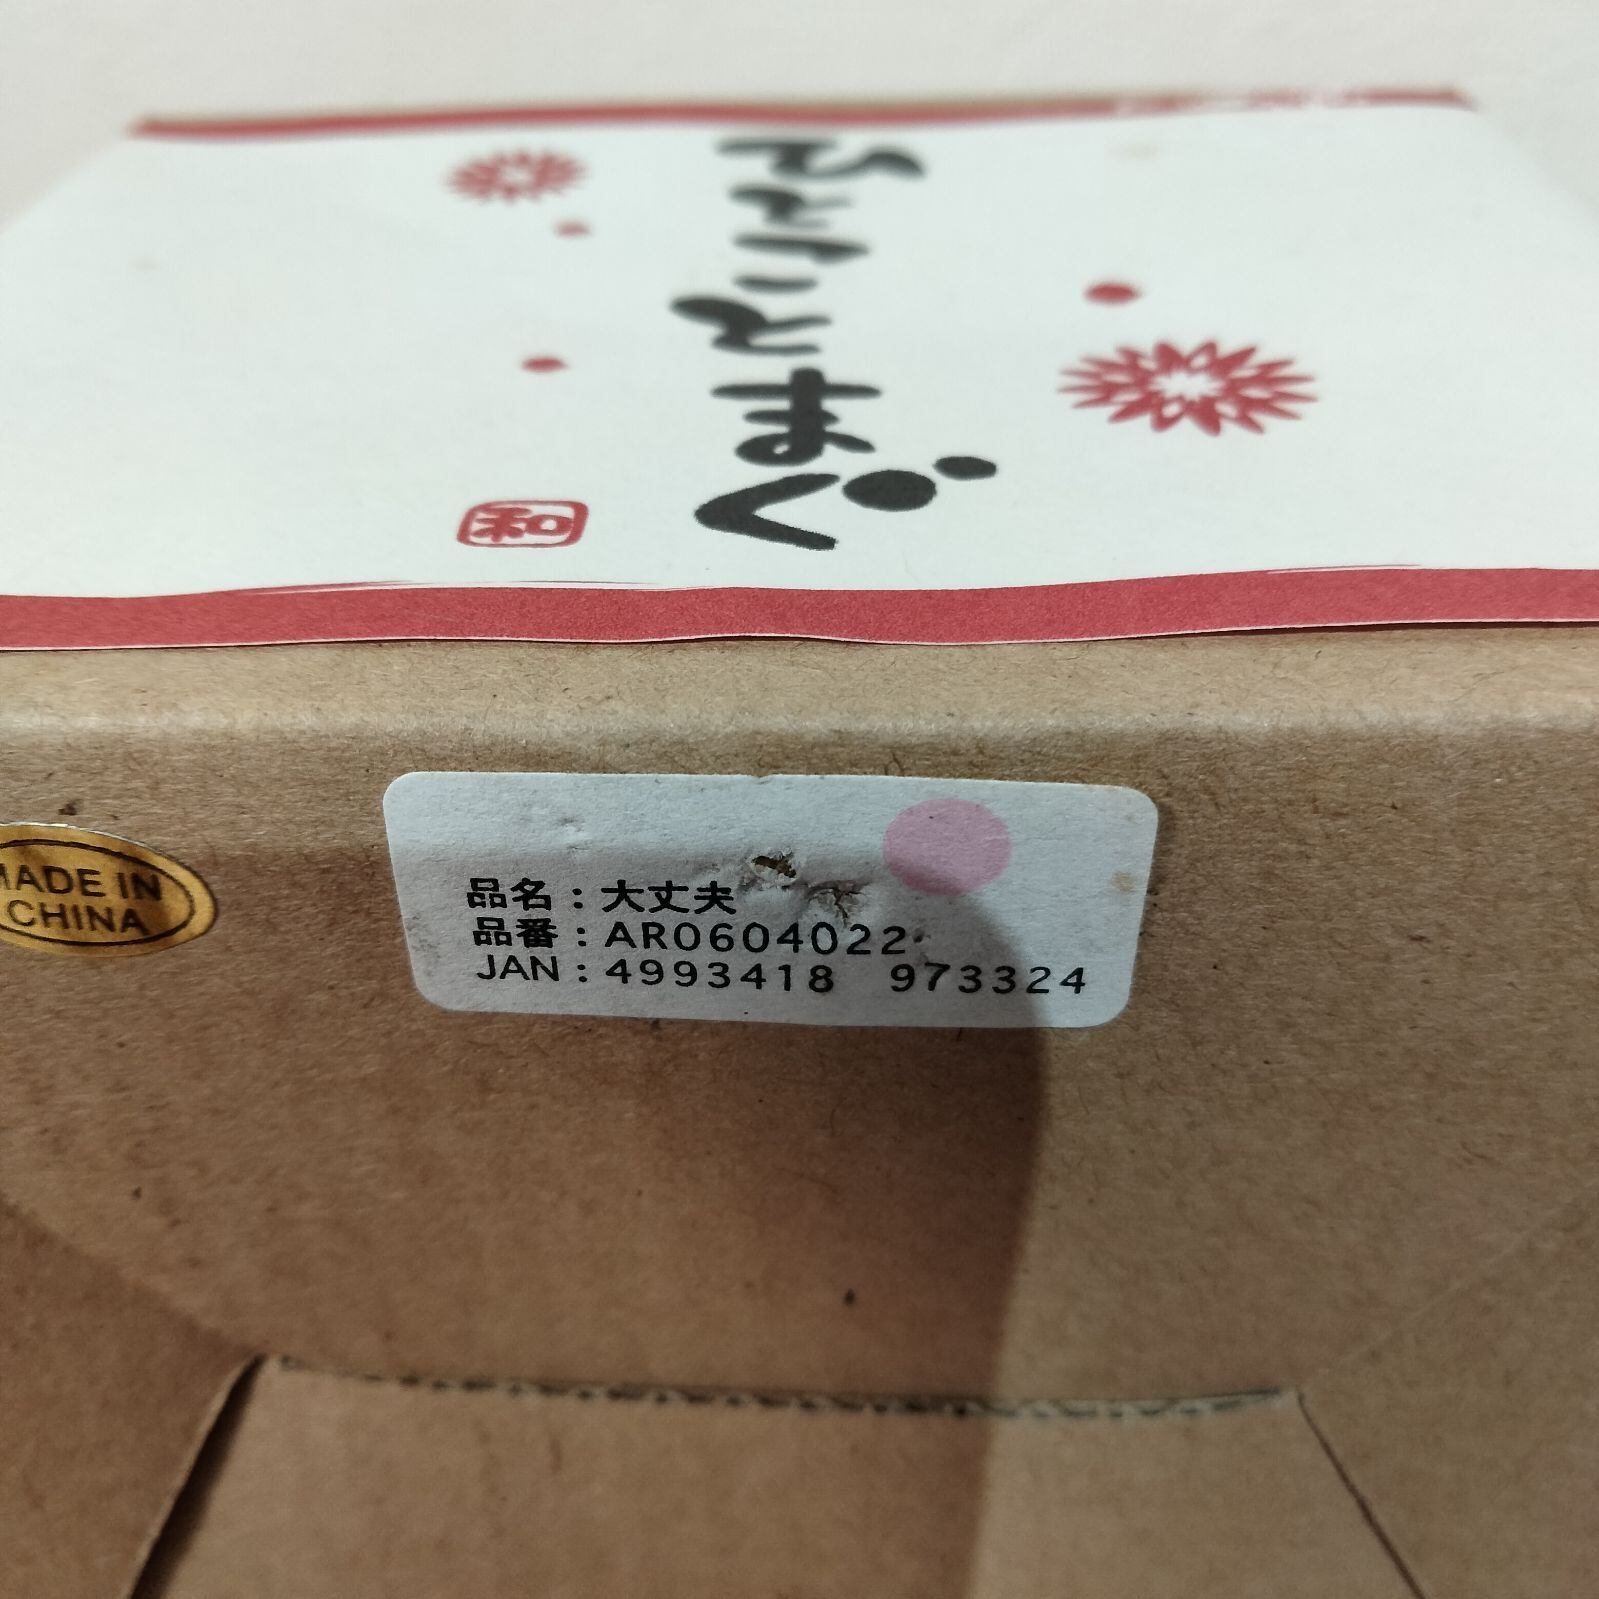 ひとことまぐ
和
MADE IN
CHINA
品名：大丈夫
品番：AR0604022
JAN：4993418 973324